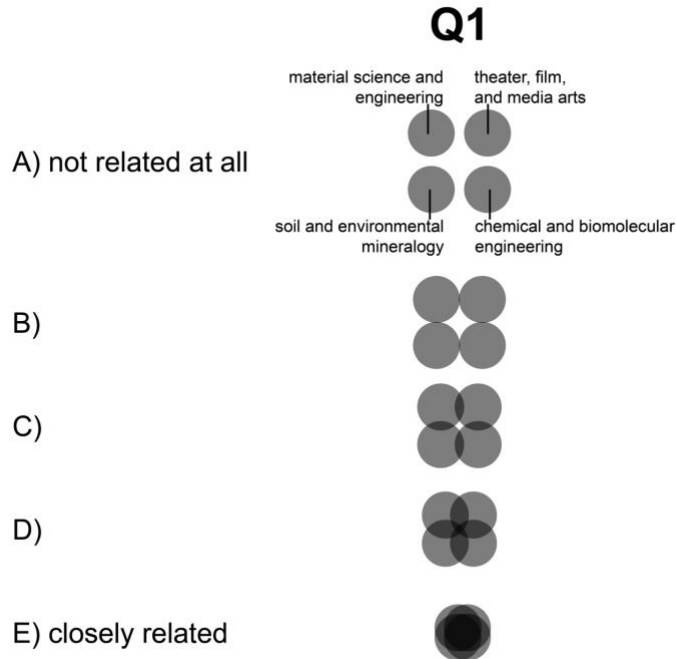 Q1
material science and
engineering
theater, film,
and media arts
A) not related at all
soil and environmental
mineralogy
chemical and biomolecular
engineering
B)
C)
D)
E) closely related